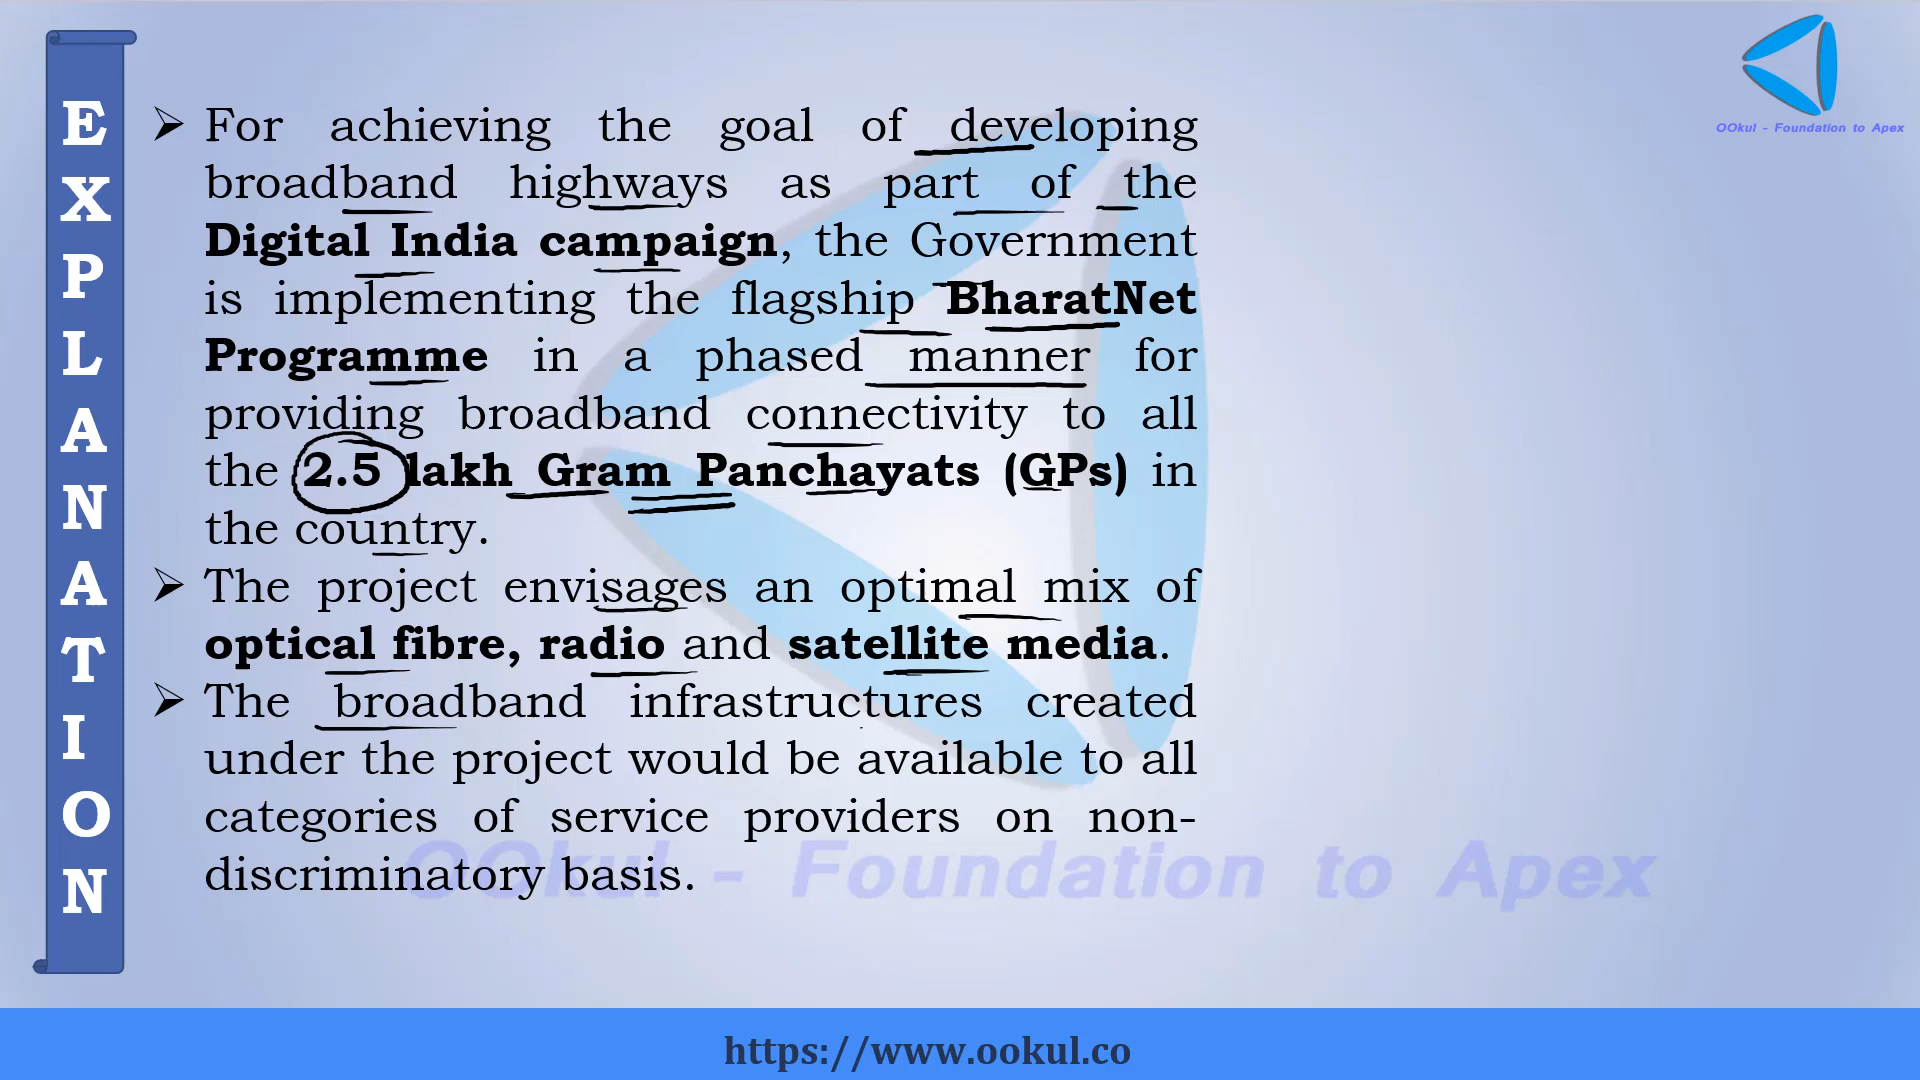 E
X
P
L
A
N
A
T
I
O
N
For achieving the goal of developing
broadband highways as part of the
Digital India campaign, the Government
is implementing the flagship BharatNet
Programme in a phased manner for
providing broadband connectivity to all
the 2.5 lakh Gram Panchayats (GPs) in
the country.
The project envisages an optimal mix of
optical fibre, radio and satellite media.
The broadband infrastructures created
under the project would be available to all
categories of service providers on non-
discriminatory basis.
OOkul - Foundation to Apex
OOkul - Foundation to Apex
https://www.ookul.co